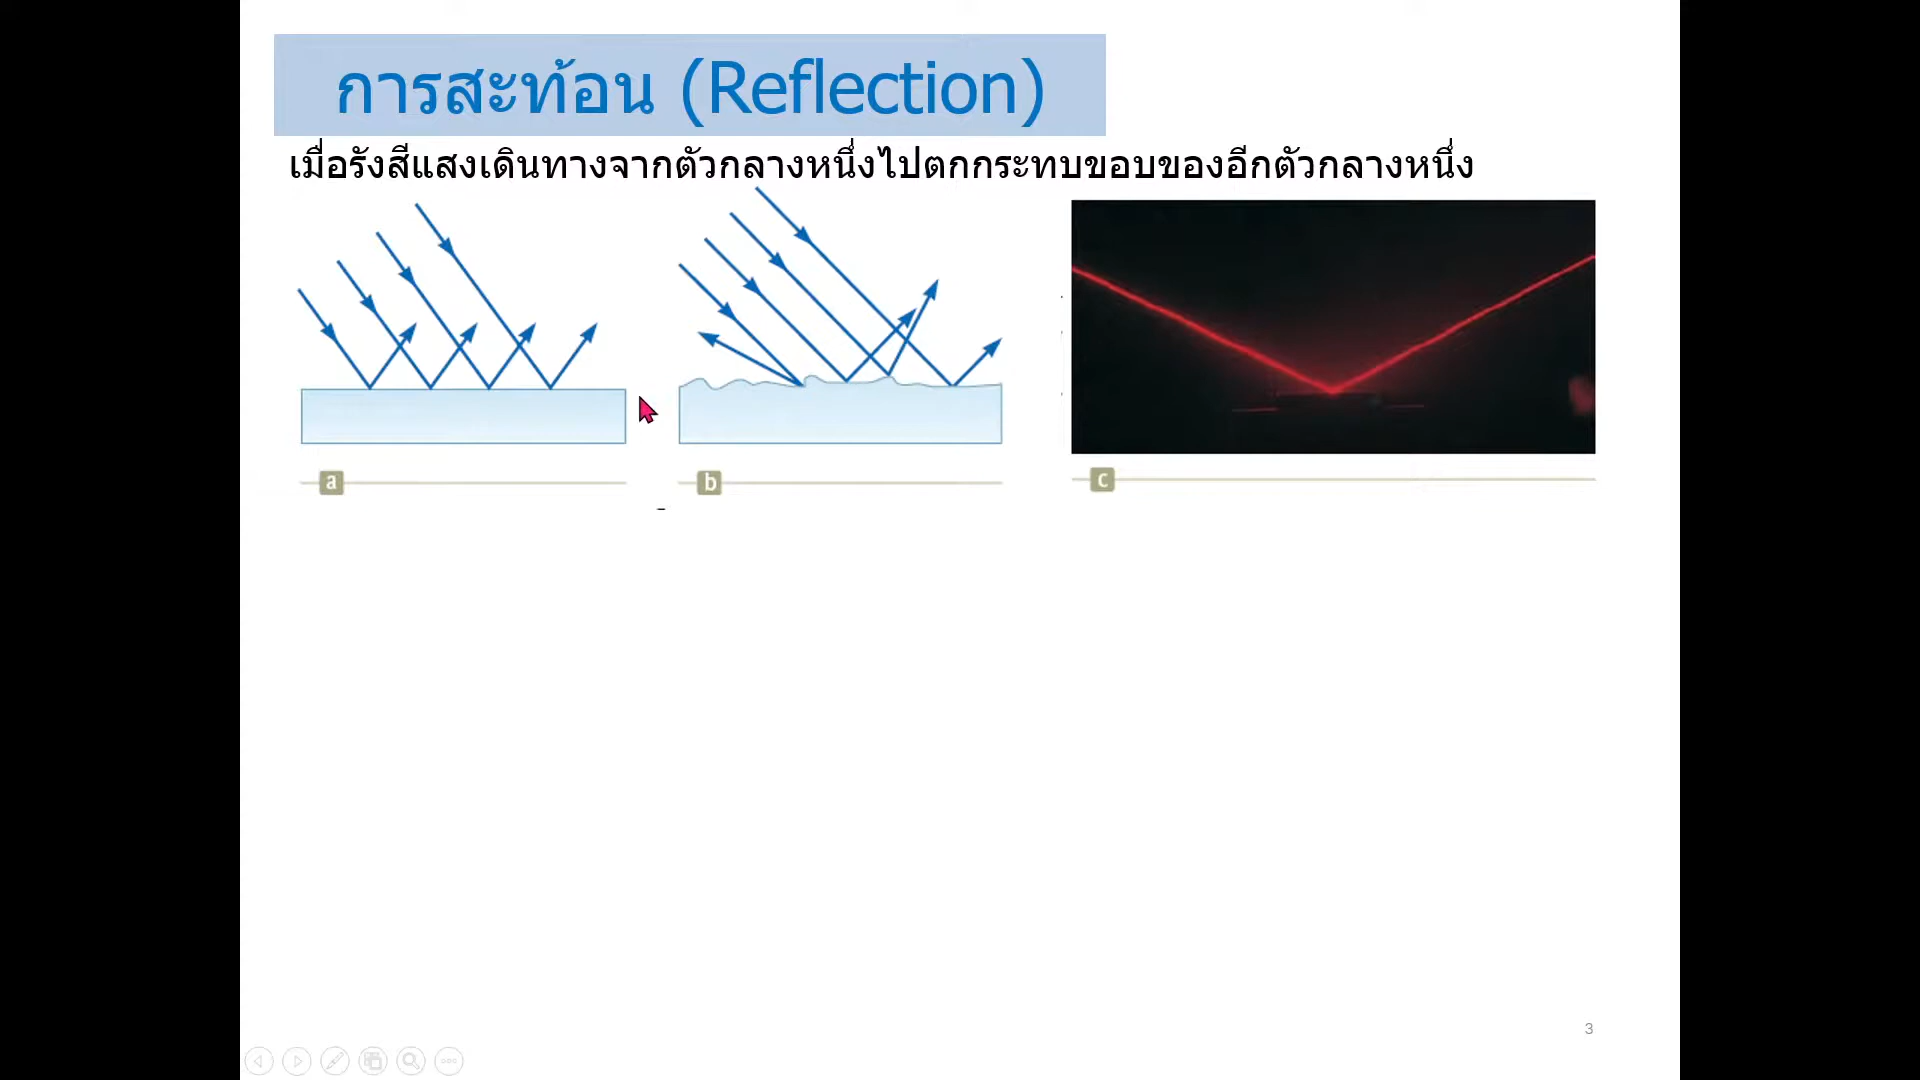 การสะท้อน (Reflection)
เมื่อรังสีแสงเดินทางจากตัวกลางหนึ่งไปตกกระทบขอบของอีกตัวกลางหนึ่ง
a
b
c
3